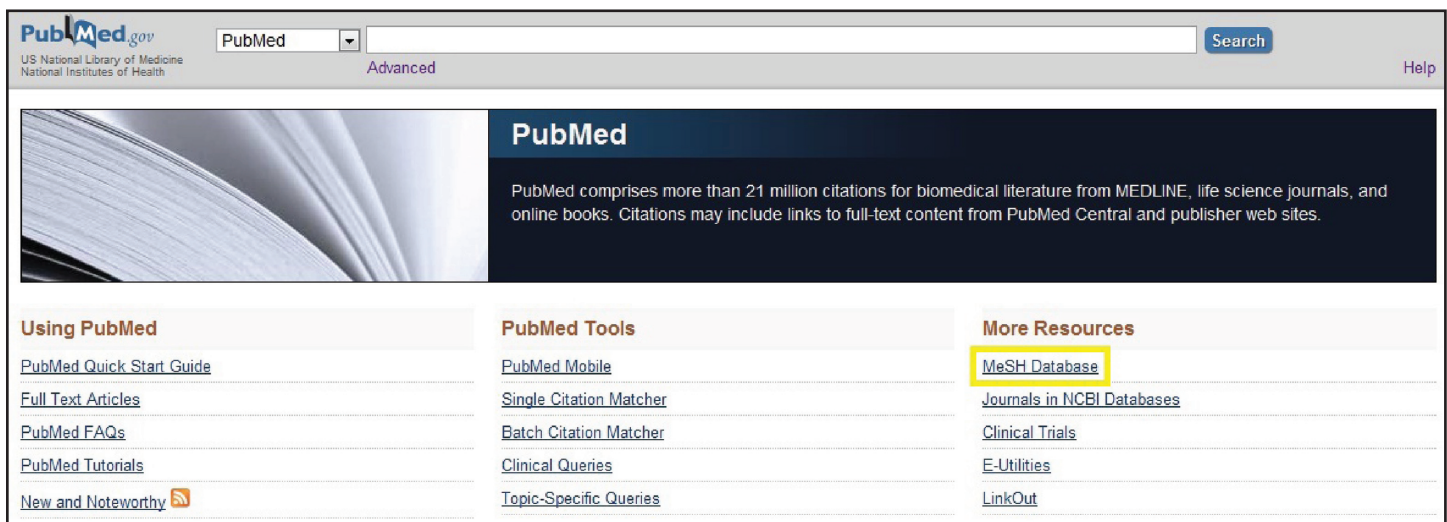 PubMed.gov
US National Library of Medicine
National Institutes of Health
PubMed
Search
Advanced
Help
PubMed
PubMed comprises more than 21 million citations for biomedical literature from MEDLINE, life science journals, and
online books. Citations may include links to full-text content from PubMed Central and publisher web sites.
Using PubMed
PubMed Quick Start Guide
Full Text Articles
PubMed FAQs
PubMed Tutorials
New and Noteworthy
PubMed Tools
PubMed Mobile
Single Citation Matcher
Batch Citation Matcher
Clinical Queries
Topic-Specific Queries
More Resources
MeSH Database
Journals in NCBI Databases
Clinical Trials
E-Utilities
LinkOut